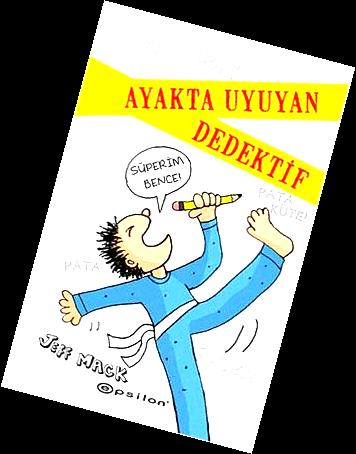 AYAKTA UYUYAN
DEDEKTİF
SÜPERİM
BENCE!
PATA
KÜTE!
PATA
JEFF MACK
epsilon